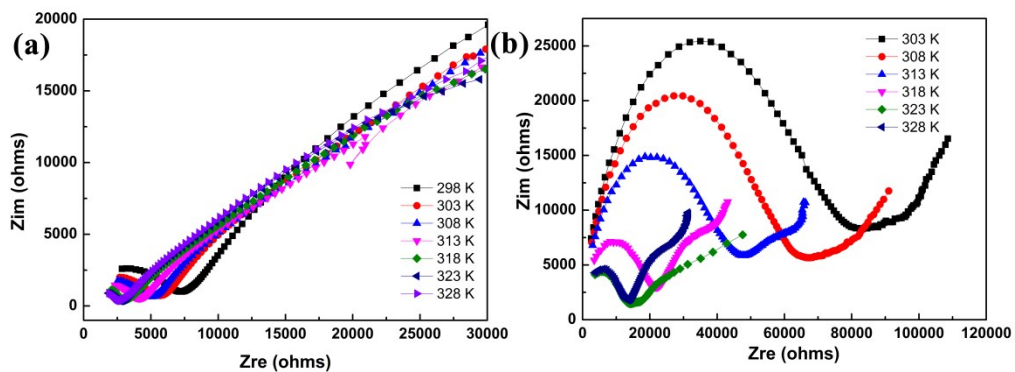 (a)
20000
15000
10000
5000
0
Zim (ohms)
0 5000 10000 15000 20000 25000 30000
Zre (ohms)
298 K
303 K
308 K
313 K
318 K
323 K
328 K
(b)
25000
20000
15000
10000
5000
0
Zim (ohms)
0 20000 40000 60000 80000 100000 120000
Zre (ohms)
303 K
308 K
313 K
318 K
323 K
328 K